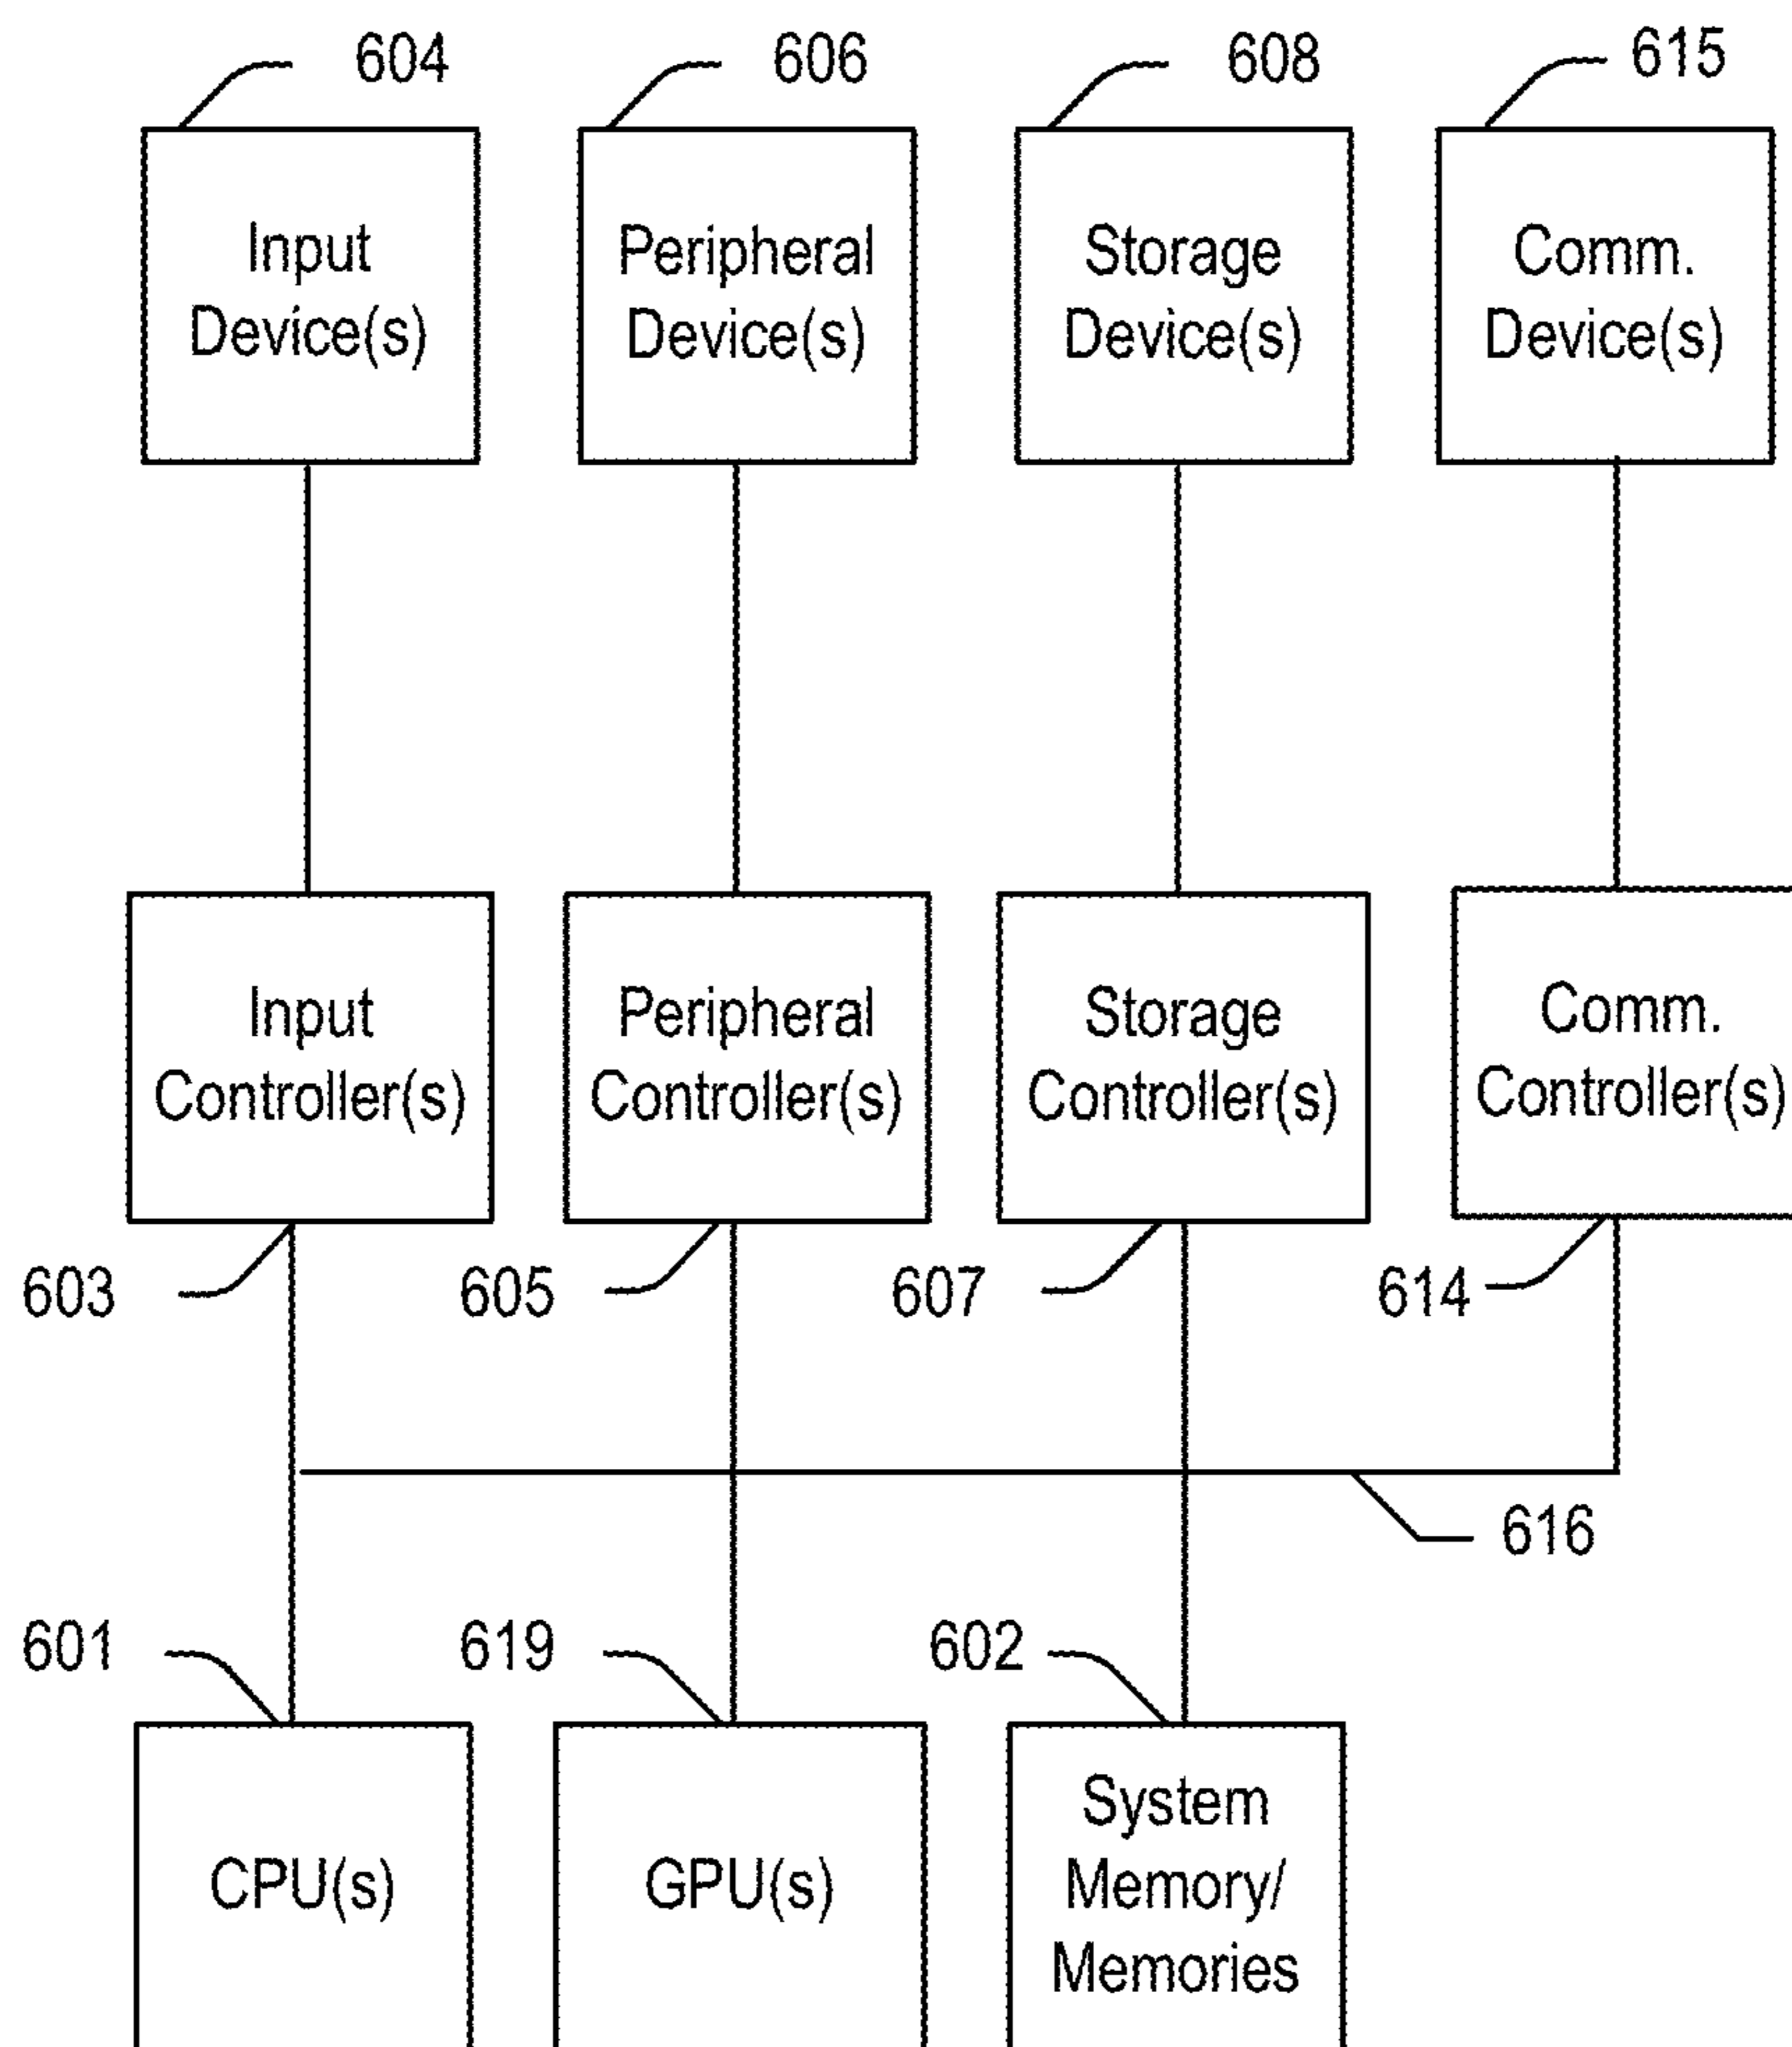 604
606
608
615
Input
Device(s)
Peripheral
Device(s)
Storage
Device(s)
Comm.
Device(s)
Input
Controller(s)
Peripheral
Controller(s)
Storage
Controller(s)
Comm.
Controller(s)
603
605
607
614
616
601
619
602
CPU(s)
GPU(s)
System
Memory/
Memories